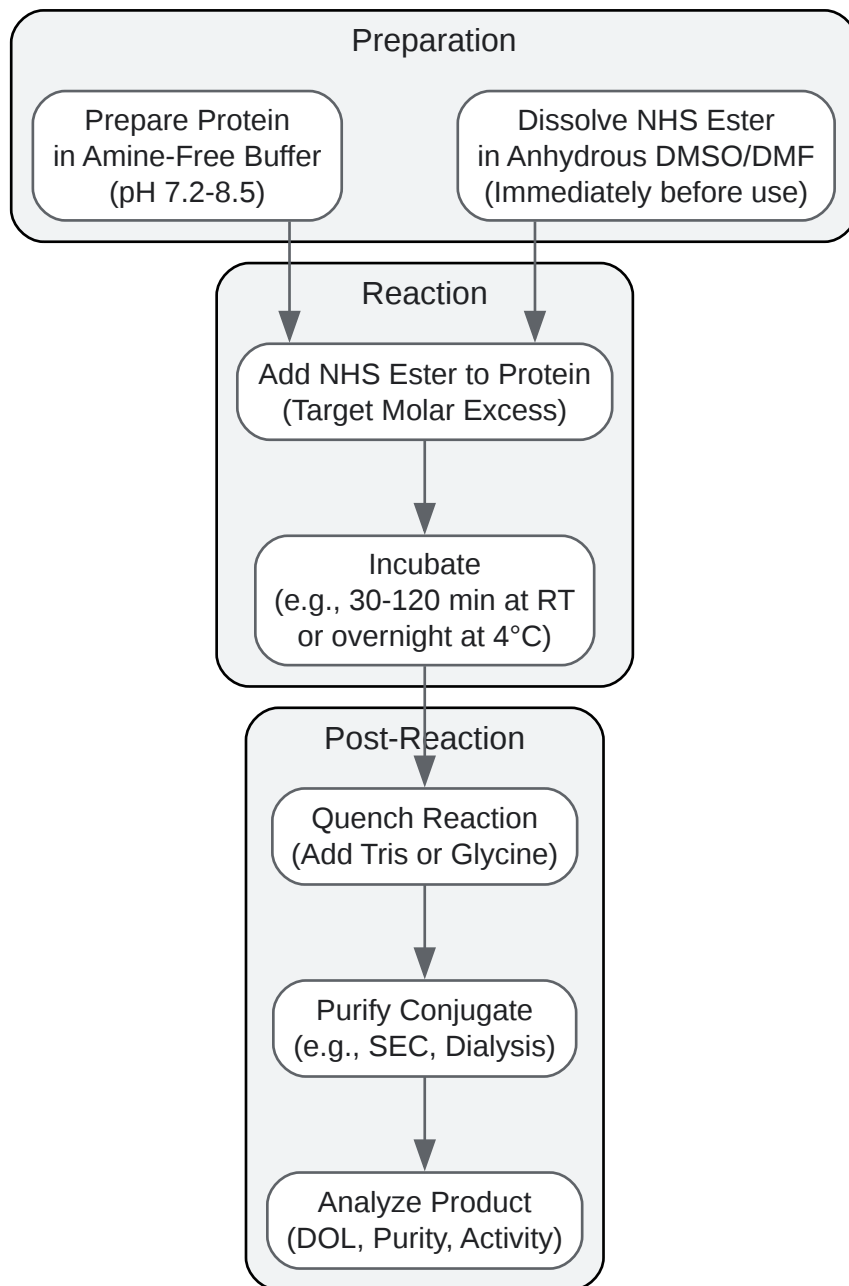 Preparation
Prepare Protein
in Amine-Free Buffer
(pH 7.2-8.5)
Dissolve NHS Ester
in Anhydrous DMSO/DMF
(Immediately before use)
Reaction
Add NHS Ester to Protein
(Target Molar Excess)
Incubate
(e.g., 30-120 min at RT
or overnight at 4°C)
Post-Reaction
Quench Reaction
(Add Tris or Glycine)
Purify Conjugate
(e.g., SEC, Dialysis)
Analyze Product
(DOL, Purity, Activity)